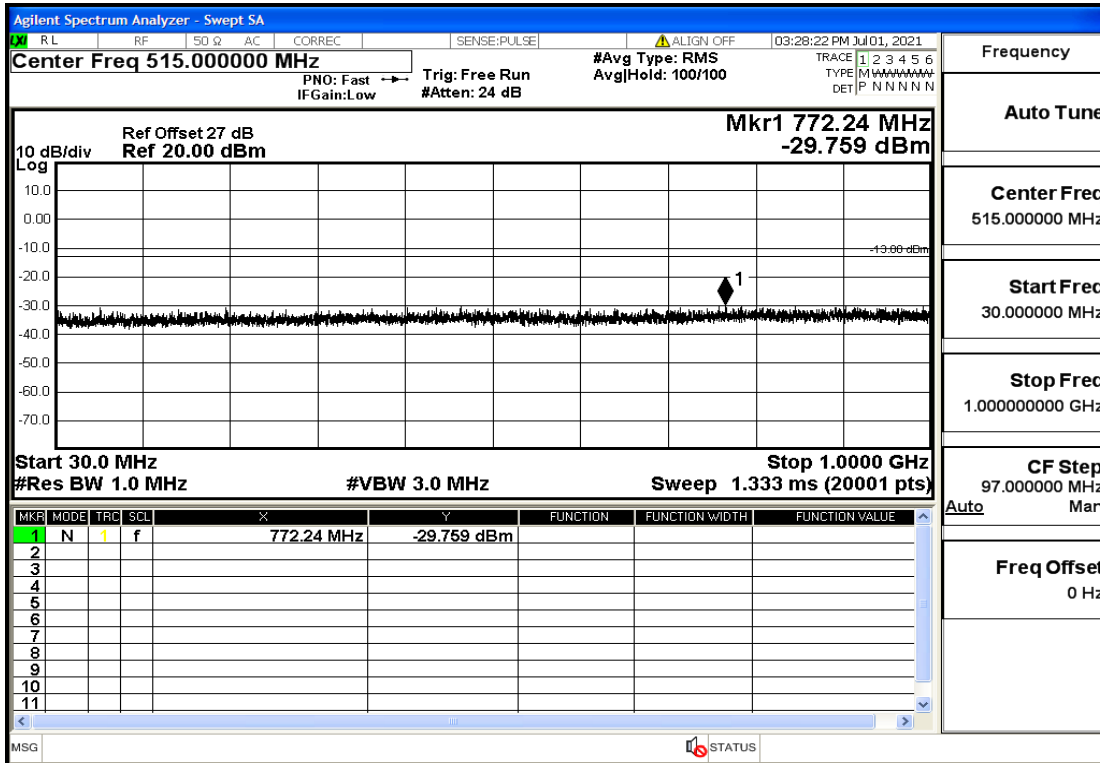 Agilent Spectrum Analyzer - Swept SA
LXI RL RF 50 Ω AC CORREC SENSE:PULSE ALIGN OFF 03:28:22 PM Jul 01, 2021
Center Freq 515.000000 MHz
PNO: Fast
IFGain:Low
Trig: Free Run
#Atten: 24 dB
#Avg Type: RMS
Avg|Hold: 100/100
TRACE 1 2 3 4 5 6
TYPE M
DET P N N N N N
Ref Offset 27 dB
Ref 20.00 dBm
Mkr1 772.24 MHz
-29.759 dBm
10 dB/div
Log
10.0
0.00
-10.0
-13.00 dBm
-20.0
1
-30.0
-40.0
-50.0
-60.0
-70.0
Start 30.0 MHz Stop 1.0000 GHz
#Res BW 1.0 MHz #VBW 3.0 MHz Sweep 1.333 ms (20001 pts)
MKR MODE TRC SCL X Y FUNCTION FUNCTION WIDTH FUNCTION VALUE
1 N 1 f 772.24 MHz -29.759 dBm
2
3
4
5
6
7
8
9
10
11
MSG STATUS
Frequency
Auto Tune
Center Freq
515.000000 MHz
Start Freq
30.000000 MHz
Stop Freq
1.000000000 GHz
CF Step
97.000000 MHz
Auto Man
Freq Offset
0 Hz